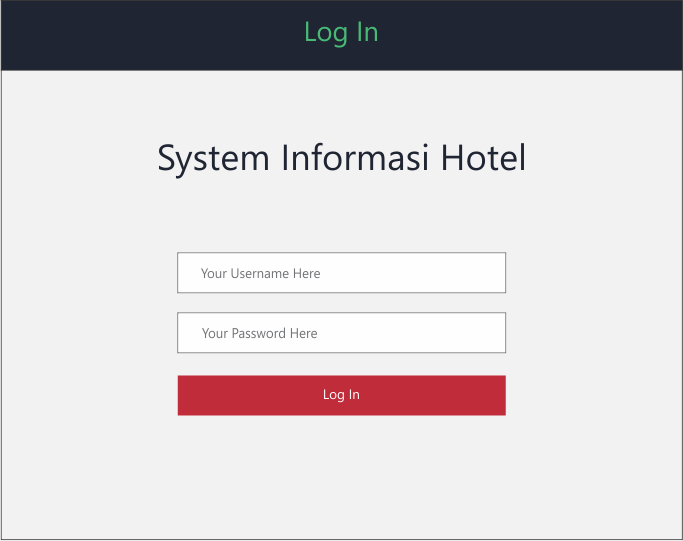 Log In
System Informasi Hotel
Your Username Here
Your Password Here
Log In